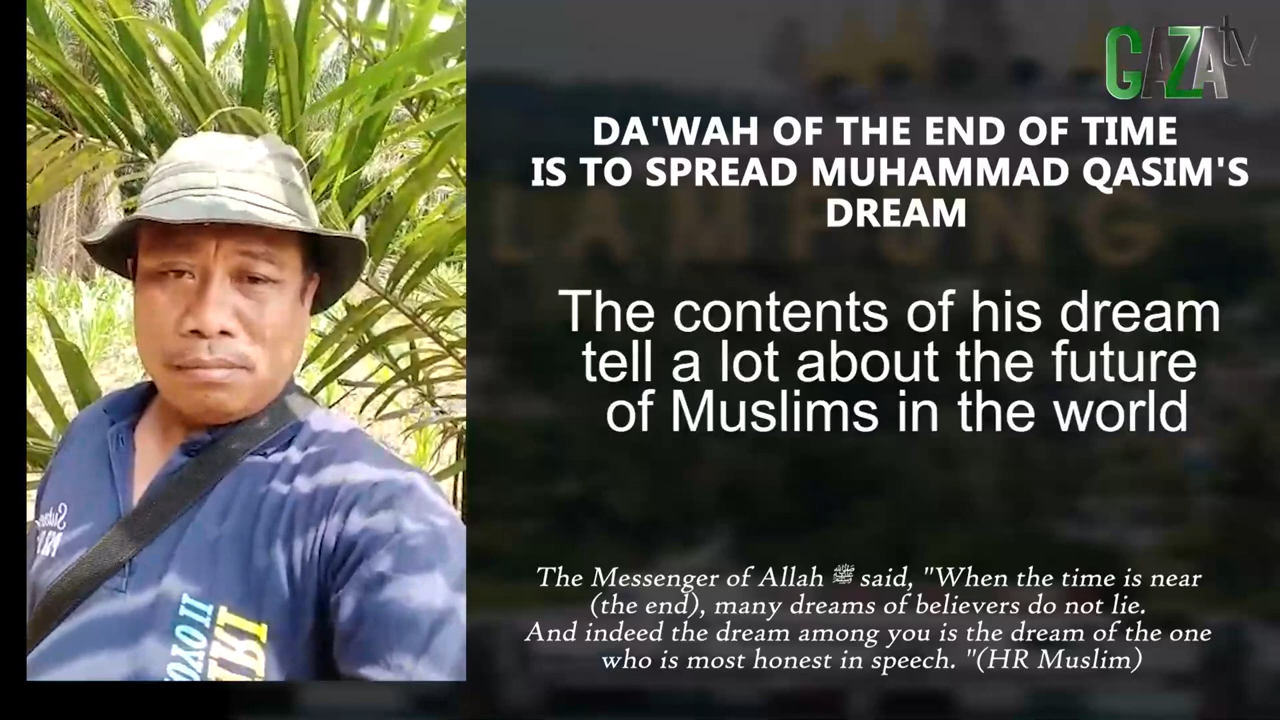 GAZAtv
DA'WAH OF THE END OF TIME
IS TO SPREAD MUHAMMAD QASIM'S
DREAM
LAMPUNG
The contents of his dream
tell a lot about the future
of Muslims in the world
The Messenger of Allah ﷺ said, "When the time is near
(the end), many dreams of believers do not lie.
And indeed the dream among you is the dream of the one
who is most honest in speech. "(HR Muslim)